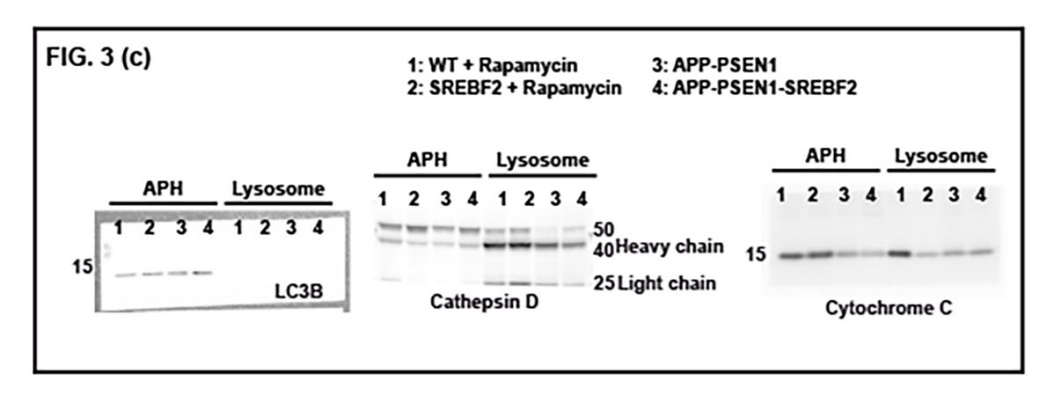 FIG. 3 (c)
1: WT + Rapamycin 3: APP-PSEN1
2: SREBF2 + Rapamycin 4: APP-PSEN1-SREBF2
APH Lysosome
1 2 3 4 1 2 3 4
15
LC3B
APH Lysosome
1 2 3 4 1 2 3 4
50
40 Heavy chain
25 Light chain
Cathepsin D
APH Lysosome
1 2 3 4 1 2 3 4
15
Cytochrome C